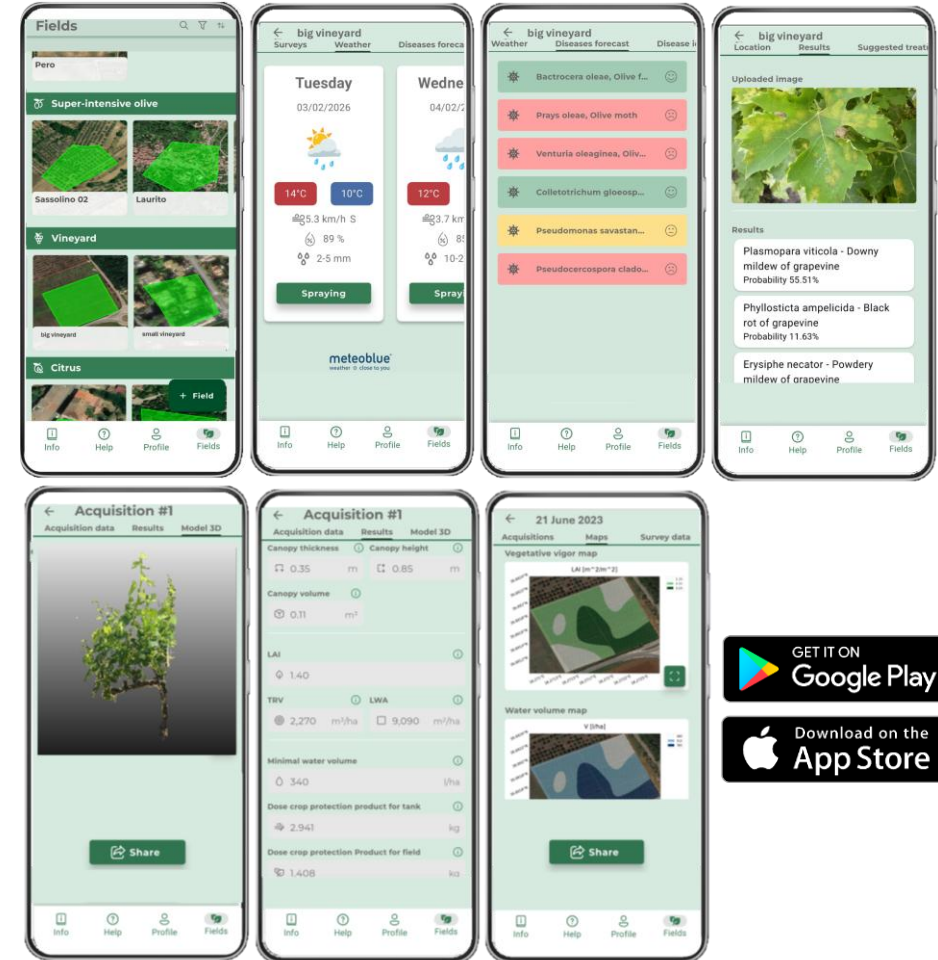 Fields
Pero
Super-intensive olive
Sassolino 02
Laurito
Vineyard
big vineyard
small vineyard
Citrus
+ Field
Info
Help
Profile
Fields
← big vineyard
Surveys
Weather
Diseases foreca
Tuesday
03/02/2026
14°C
10°C
5.3 km/h S
89 %
2-5 mm
Spraying
Wedne
04/02/2
12°C
3.7 km
8
10-2
Spray
meteoblue
weather close to you
Info
Help
Profile
Fields
← big vineyard
Weather
Diseases forecast
Disease i
Bactrocera oleae, Olive f...
Prays oleae, Olive moth
Venturia oleaginea, Oliv...
Colletotrichum gloeosp...
Pseudomonas savastan...
Pseudocercospora clado...
Info
Help
Profile
Fields
← big vineyard
Location
Results
Suggested treat
Uploaded image
Results
Plasmopara viticola - Downy
mildew of grapevine
Probability 55.51%
Phyllosticta ampelicida - Black
rot of grapevine
Probability 11.63%
Erysiphe necator - Powdery
mildew of grapevine
Info
Help
Profile
Fields
← Acquisition #1
Acquisition data
Results
Model 3D
Share
Info
Help
Profile
Fields
← Acquisition #1
Acquisition data
Results
Model 3D
Canopy thickness
Canopy height
0.35 m
0.85 m
Canopy volume
0.11
LAI
1.40
TRV
LWA
2,270 m³/ha
9,090 m²/ha
Minimal water volume
340 l/ha
Dose crop protection product for tank
2.941 kg
Dose crop protection Product for field
1.408 kg
Info
Help
Profile
Fields
← 21 June 2023
Acquisitions
Maps
Survey data
Vegetative vigor map
LAI [m^2/m^2]
Water volume map
V [l/ha]
Share
Info
Help
Profile
Fields
GET IT ON
Google Play
Download on the
App Store